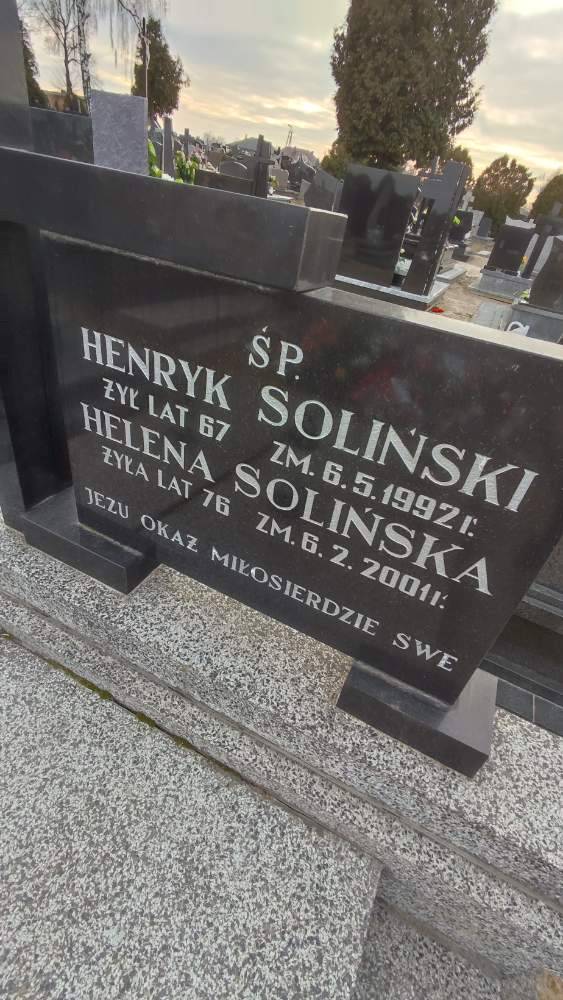 ŚP.
HENRYK SOLIŃSKI
ŻYŁ LAT 67 ZM. 6.5.1992 r.
HELENA SOLIŃSKA
ŻYŁA LAT 76 ZM. 6.2.2001 r.
JEZU OKAŻ MIŁOSIERDZIE SWE